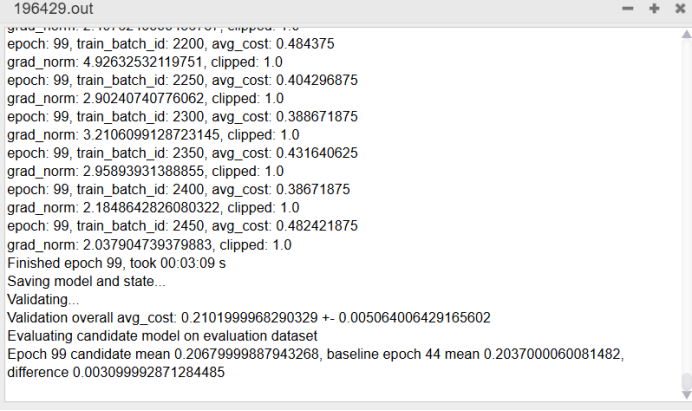 196429.out
epoch: 99, train_batch_id: 2200, avg_cost: 0.484375
grad_norm: 4.92632532119751, clipped: 1.0
epoch: 99, train_batch_id: 2250, avg_cost: 0.404296875
grad_norm: 2.90240740776062, clipped: 1.0
epoch: 99, train_batch_id: 2300, avg_cost: 0.388671875
grad_norm: 3.2106099128723145, clipped: 1.0
epoch: 99, train_batch_id: 2350, avg_cost: 0.431640625
grad_norm: 2.95893931388855, clipped: 1.0
epoch: 99, train_batch_id: 2400, avg_cost: 0.38671875
grad_norm: 2.1848642826080322, clipped: 1.0
epoch: 99, train_batch_id: 2450, avg_cost: 0.482421875
grad_norm: 2.037904739379883, clipped: 1.0
Finished epoch 99, took 00:03:09 s
Saving model and state...
Validating...
Validation overall avg_cost: 0.2101999968290329 +- 0.005064006429165602
Evaluating candidate model on evaluation dataset
Epoch 99 candidate mean 0.20679999887943268, baseline epoch 44 mean 0.2037000060081482,
difference 0.003099992871284485